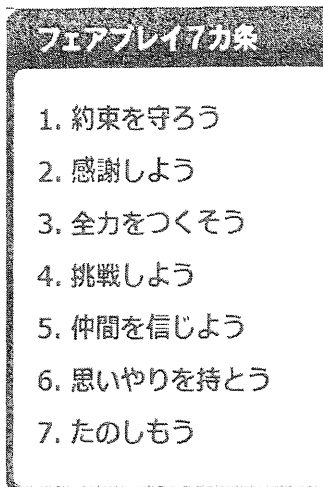 フェアプレイ7カ条
1. 約束を守ろう
2. 感謝しよう
3. 全力をつくそう
4. 挑戦しよう
5. 仲間を信じよう
6. 思いやりを持とう
7. たのしもう